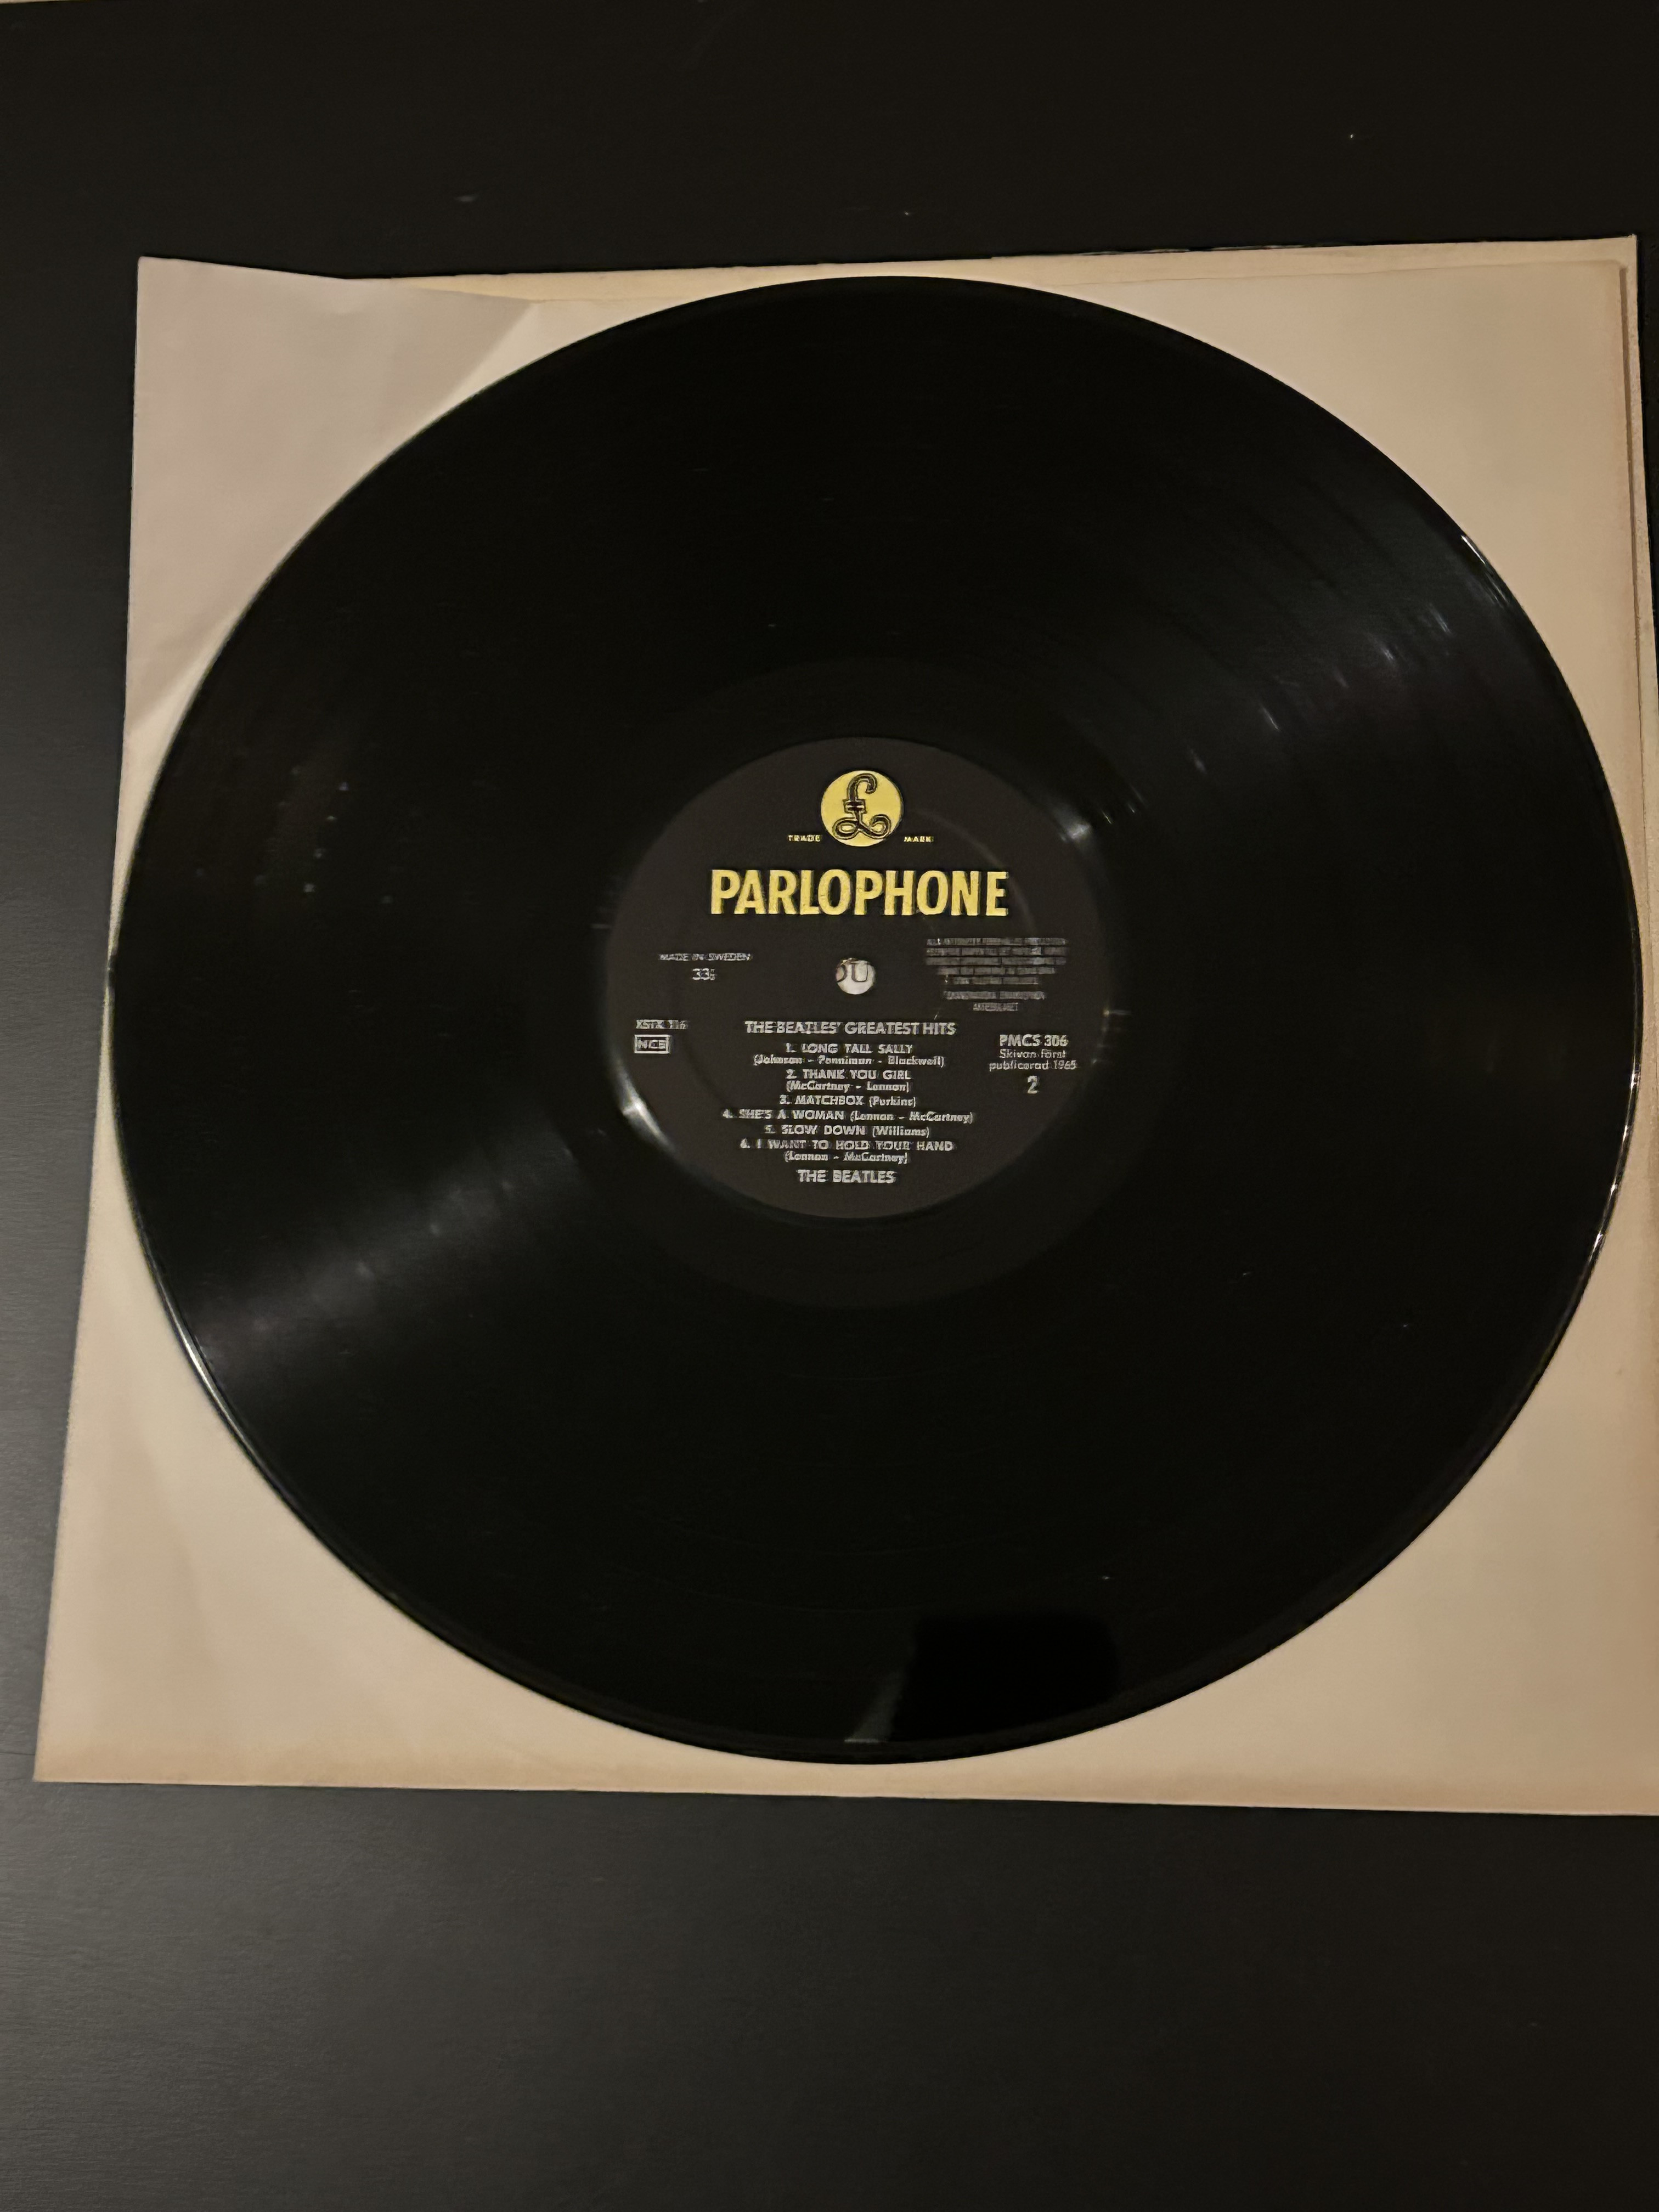 £
TRADE MARK
PARLOPHONE
MADE IN SWEDEN
33⅓
OU
XSTX 116
NCB
THE BEATLES' GREATEST HITS
1. LONG TALL SALLY
(Johnson - Penniman - Blackwell)
2. THANK YOU GIRL
(McCartney - Lennon)
3. MATCHBOX (Perkins)
4. SHE'S A WOMAN (Lennon - McCartney)
5. SLOW DOWN (Williams)
6. I WANT TO HOLD YOUR HAND
(Lennon - McCartney)
THE BEATLES
PMCS 306
Skivan först
publicerad 1965
2